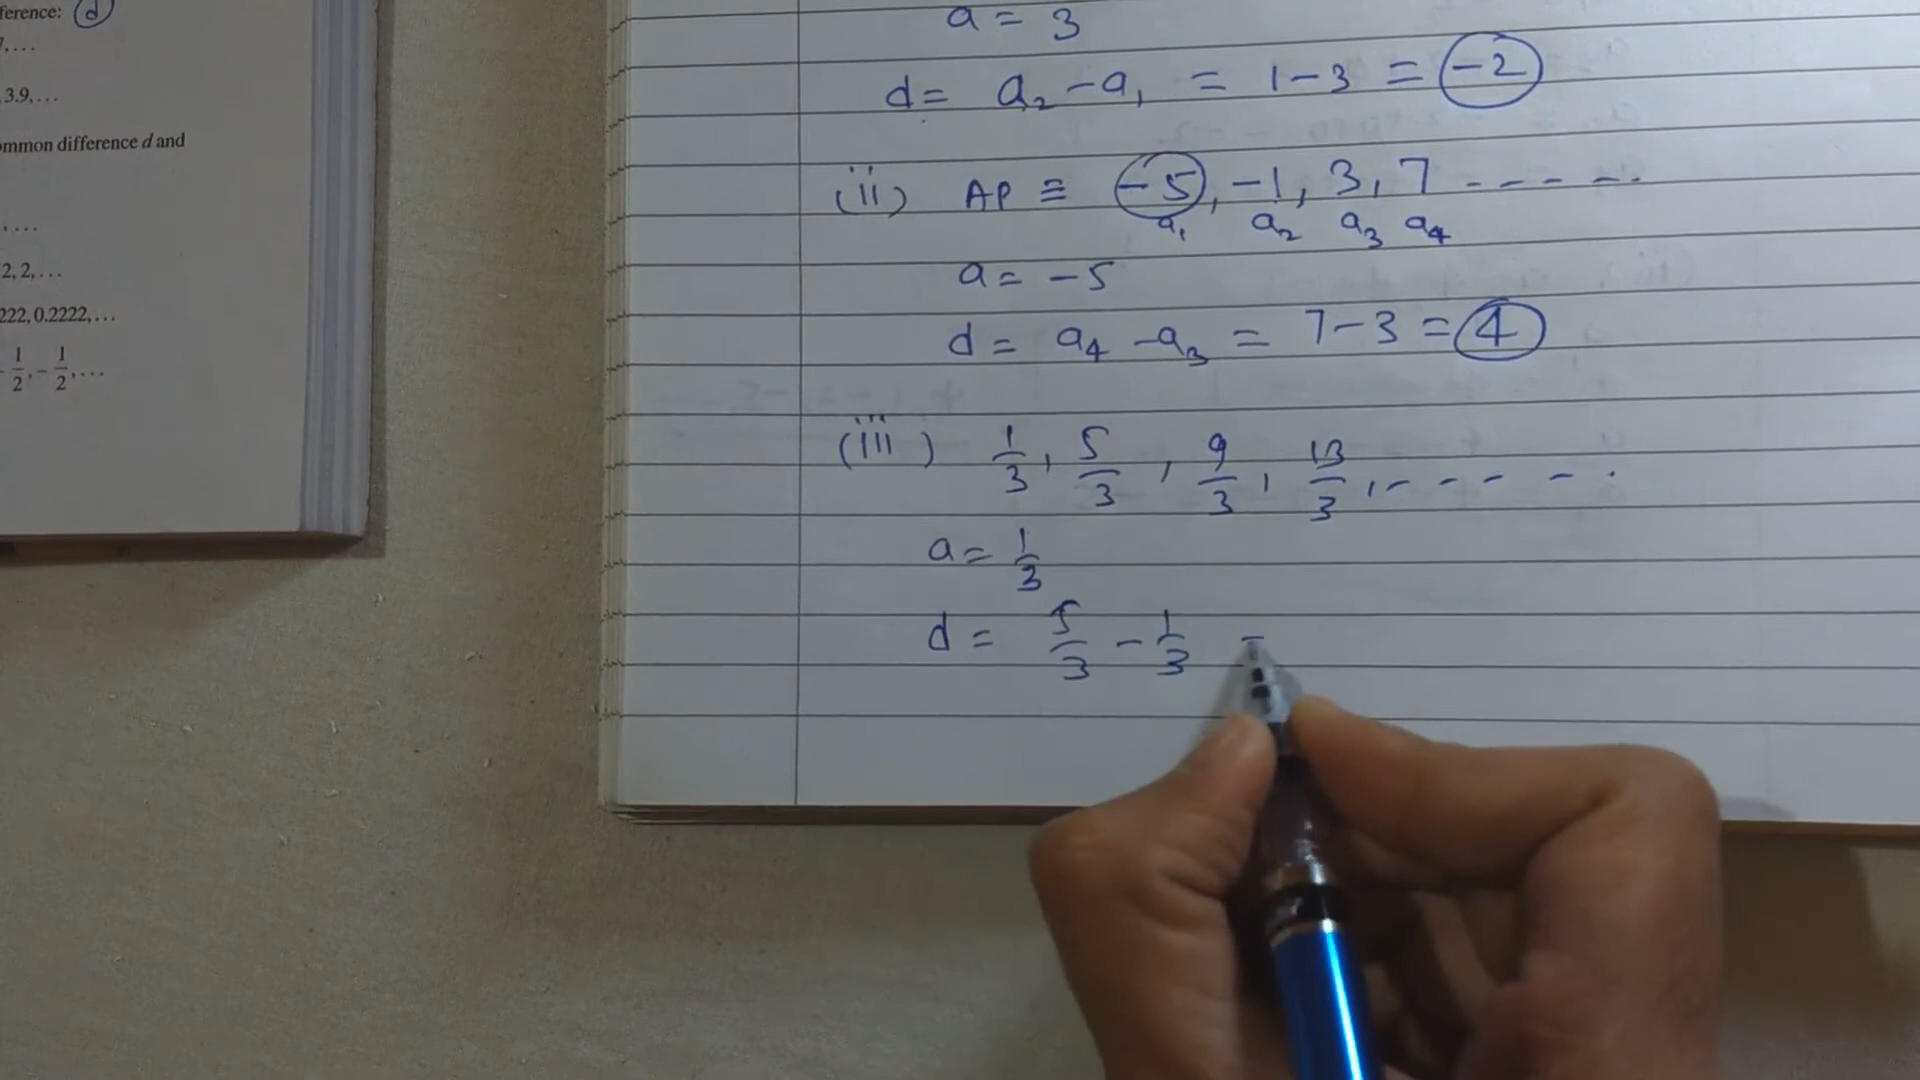 ference: (d)
7,...
3.9,...
ommon difference d and
,...
2, 2,...
222, 0.2222,...
1/2, -1/2,...
a = 3
d = a₂ - a₁ = 1 - 3 = -2
(ii) AP ≡ -5, -1, 3, 7 - - - - -.
a₁ a₂ a₃ a₄
a = -5
d = a₄ - a₃ = 7 - 3 = 4
(iii) 1/3, 5/3, 9/3, 13/3, - - - - - .
a = 1/3
d = 5/3 - 1/3